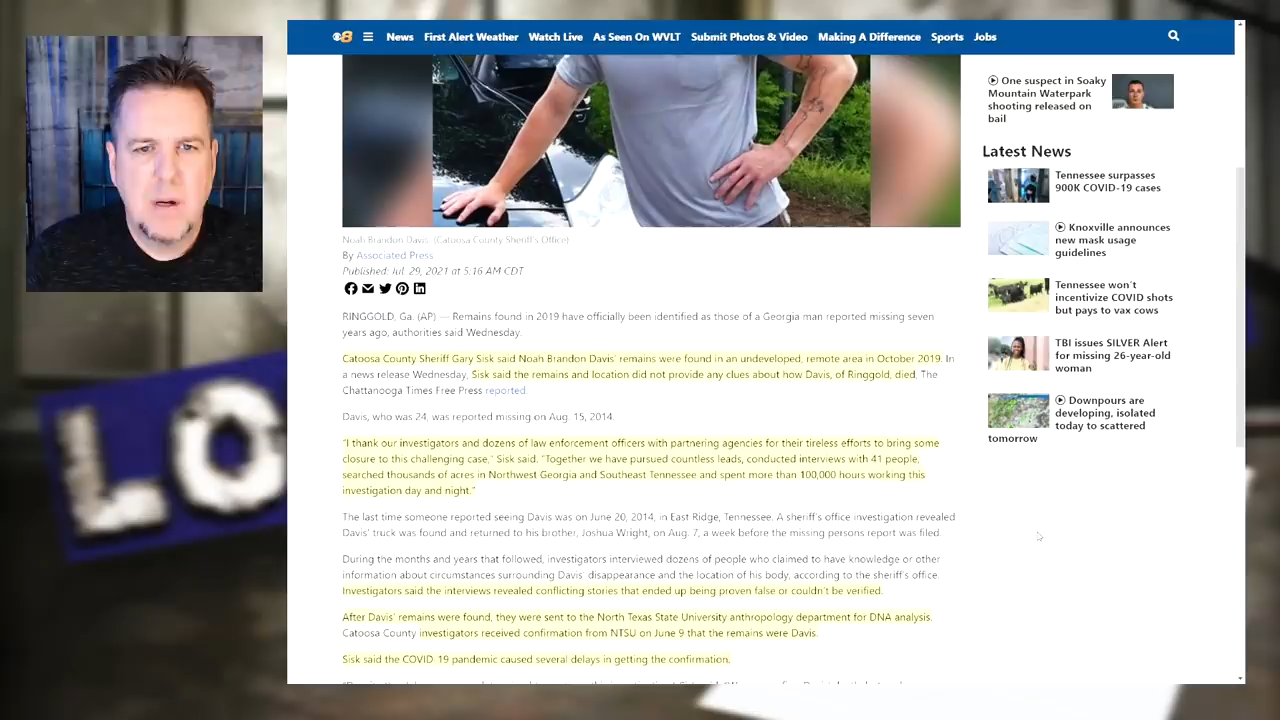 8 ☰ News First Alert Weather Watch Live As Seen On WVLT Submit Photos & Video Making A Difference Sports Jobs
One suspect in Soaky
Mountain Waterpark
shooting released on
bail
Latest News
Tennessee surpasses
900K COVID-19 cases
Knoxville announces
new mask usage
guidelines
Tennessee won't
incentivize COVID shots
but pays to vax cows
TBI issues SILVER Alert
for missing 26-year-old
woman
Downpours are
developing, isolated
today to scattered
tomorrow
Noah Brandon Davis. (Catoosa County Sheriff's Office)
By Associated Press
Published: Jul. 29, 2021 at 5:16 AM CDT
RINGGOLD, Ga. (AP) — Remains found in 2019 have officially been identified as those of a Georgia man reported missing seven
years ago, authorities said Wednesday.
Catoosa County Sheriff Gary Sisk said Noah Brandon Davis' remains were found in an undeveloped, remote area in October 2019. In
a news release Wednesday, Sisk said the remains and location did not provide any clues about how Davis, of Ringgold, died. The
Chattanooga Times Free Press reported.
Davis, who was 24, was reported missing on Aug. 15, 2014.
"I thank our investigators and dozens of law enforcement officers with partnering agencies for their tireless efforts to bring some
closure to this challenging case," Sisk said. "Together we have pursued countless leads, conducted interviews with 41 people,
searched thousands of acres in Northwest Georgia and Southeast Tennessee and spent more than 100,000 hours working this
investigation day and night."
The last time someone reported seeing Davis was on June 20, 2014, in East Ridge, Tennessee. A sheriff's office investigation revealed
Davis' truck was found and returned to his brother, Joshua Wright, on Aug. 7, a week before the missing persons report was filed.
During the months and years that followed, investigators interviewed dozens of people who claimed to have knowledge or other
information about circumstances surrounding Davis' disappearance and the location of his body, according to the sheriff's office.
Investigators said the interviews revealed conflicting stories that ended up being proven false or couldn't be verified.
After Davis' remains were found, they were sent to the North Texas State University anthropology department for DNA analysis.
Catoosa County investigators received confirmation from NTSU on June 9 that the remains were Davis.
Sisk said the COVID-19 pandemic caused several delays in getting the confirmation.
LO